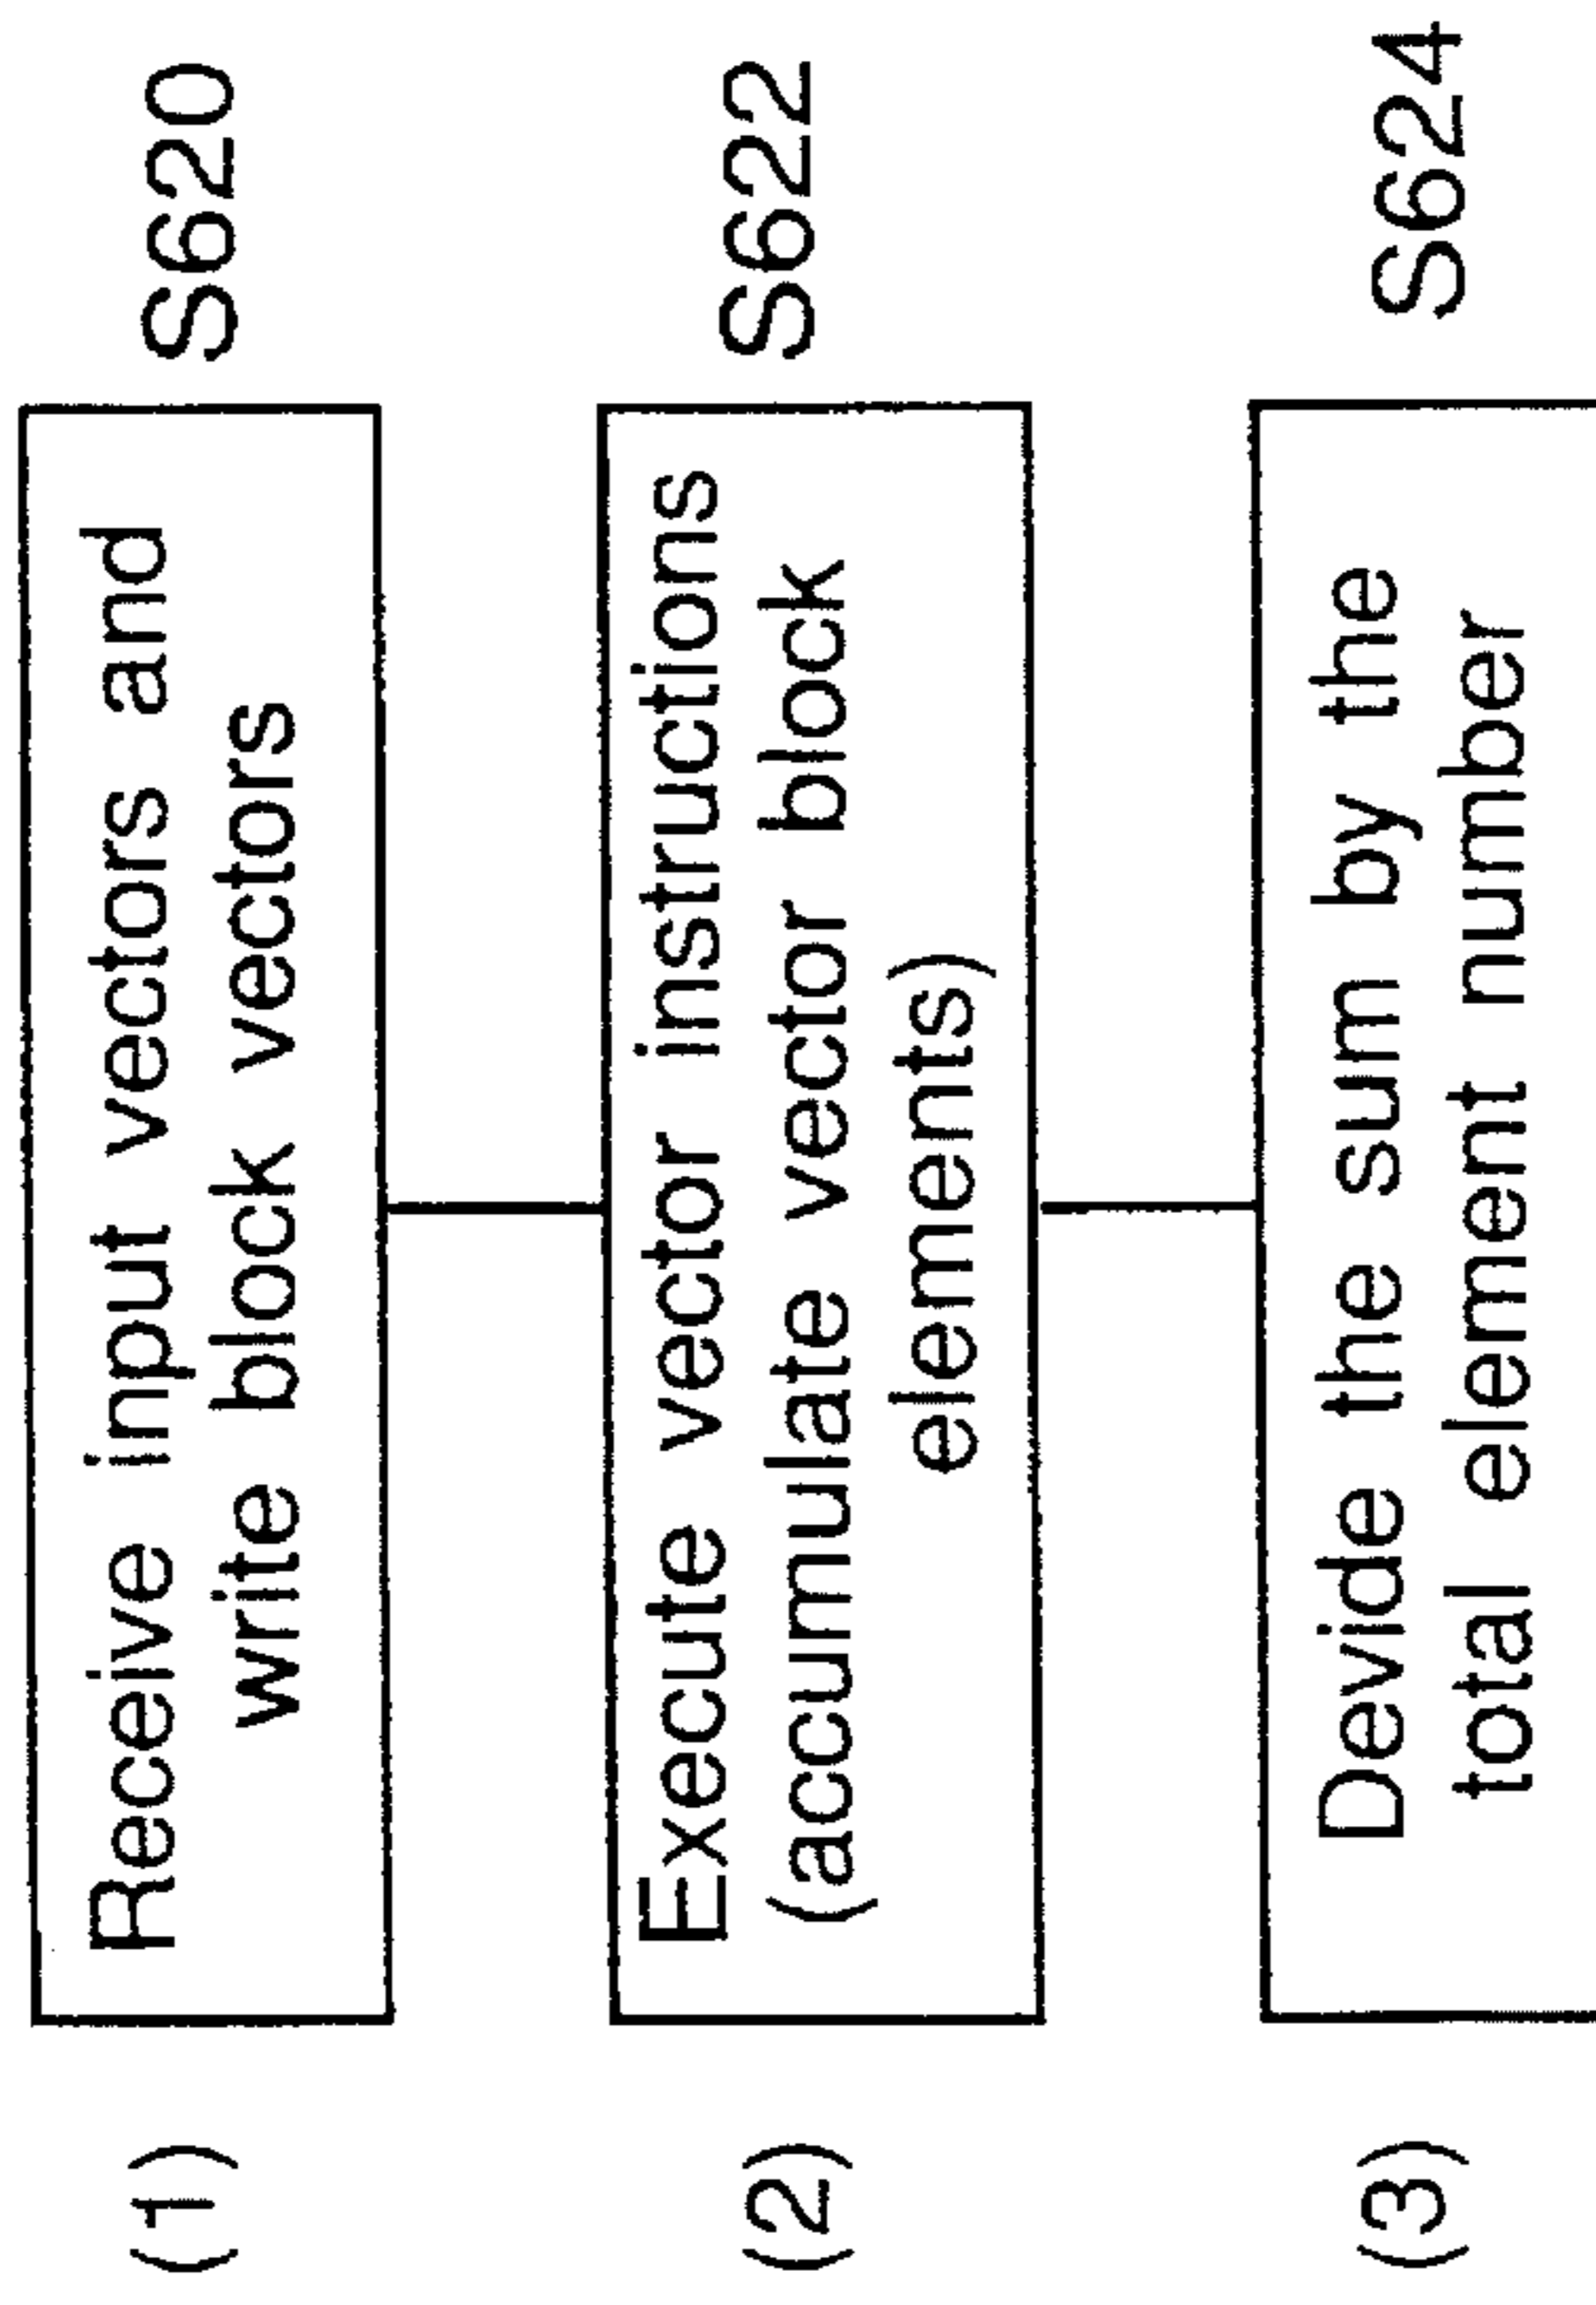 (1)
Receive input vectors and
write block vectors
S620
(2)
Execute vector instructions
(accumulate vector block
elements)
S622
(3)
Devide the sum by the
total element number
S624